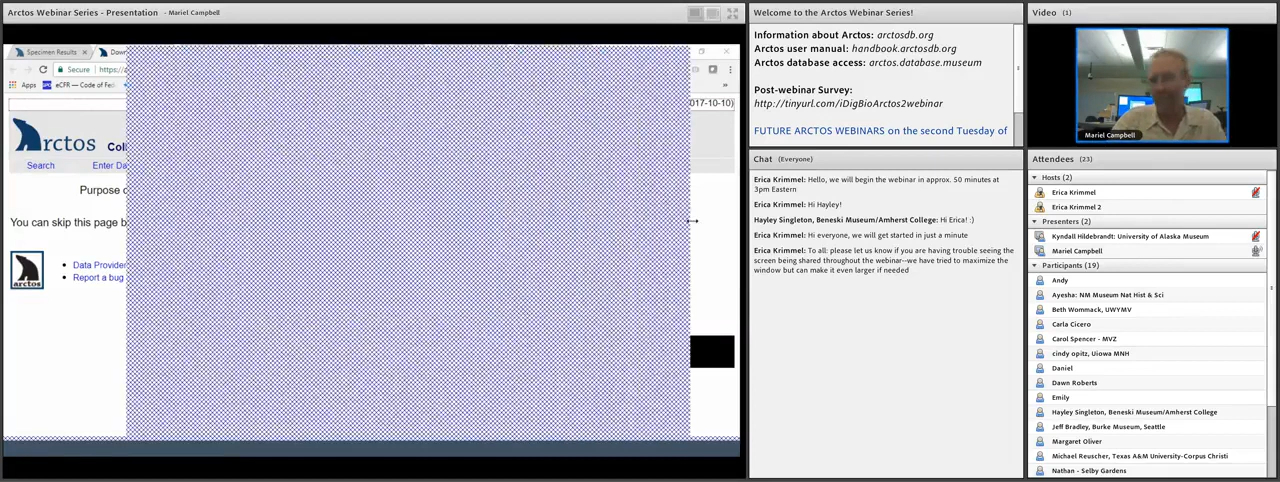 Arctos Webinar Series - Presentation - Mariel Campbell
Specimen Results
Secure
https://a
Apps
eCFR — Code of Fed
017-10-10)
arctos
Search
Enter Da
Purpose o
You can skip this page b
arctos
Data Provider
Report a bug
Welcome to the Arctos Webinar Series!
Information about Arctos: arctosdb.org
Arctos user manual: handbook.arctosdb.org
Arctos database access: arctos.database.museum
Post-webinar Survey:
http://tinyurl.com/iDigBioArctos2webinar
FUTURE ARCTOS WEBINARS on the second Tuesday of
Chat (Everyone)
Erica Krimmel: Hello, we will begin the webinar in approx. 50 minutes at
3pm Eastern
Erica Krimmel: Hi Hayley!
Hayley Singleton, Beneski Museum/Amherst College: Hi Erica! :)
Erica Krimmel: Hi everyone, we will get started in just a minute
Erica Krimmel: To all: please let us know if you are having trouble seeing the
screen being shared throughout the webinar--we have tried to maximize the
window but can make it even larger if needed
Video (1)
Mariel Campbell
Attendees (23)
Hosts (2)
Erica Krimmel
Erica Krimmel 2
Presenters (2)
Kyndall Hildebrandt: University of Alaska Museum
Mariel Campbell
Participants (19)
Andy
Ayesha: NM Museum Nat Hist & Sci
Beth Wommack, UWYMV
Carla Cicero
Carol Spencer - MVZ
cindy opitz, Uiowa MNH
Daniel
Dawn Roberts
Emily
Hayley Singleton, Beneski Museum/Amherst College
Jeff Bradley, Burke Museum, Seattle
Margaret Oliver
Michael Reuscher, Texas A&M University-Corpus Christi
Nathan - Selby Gardens